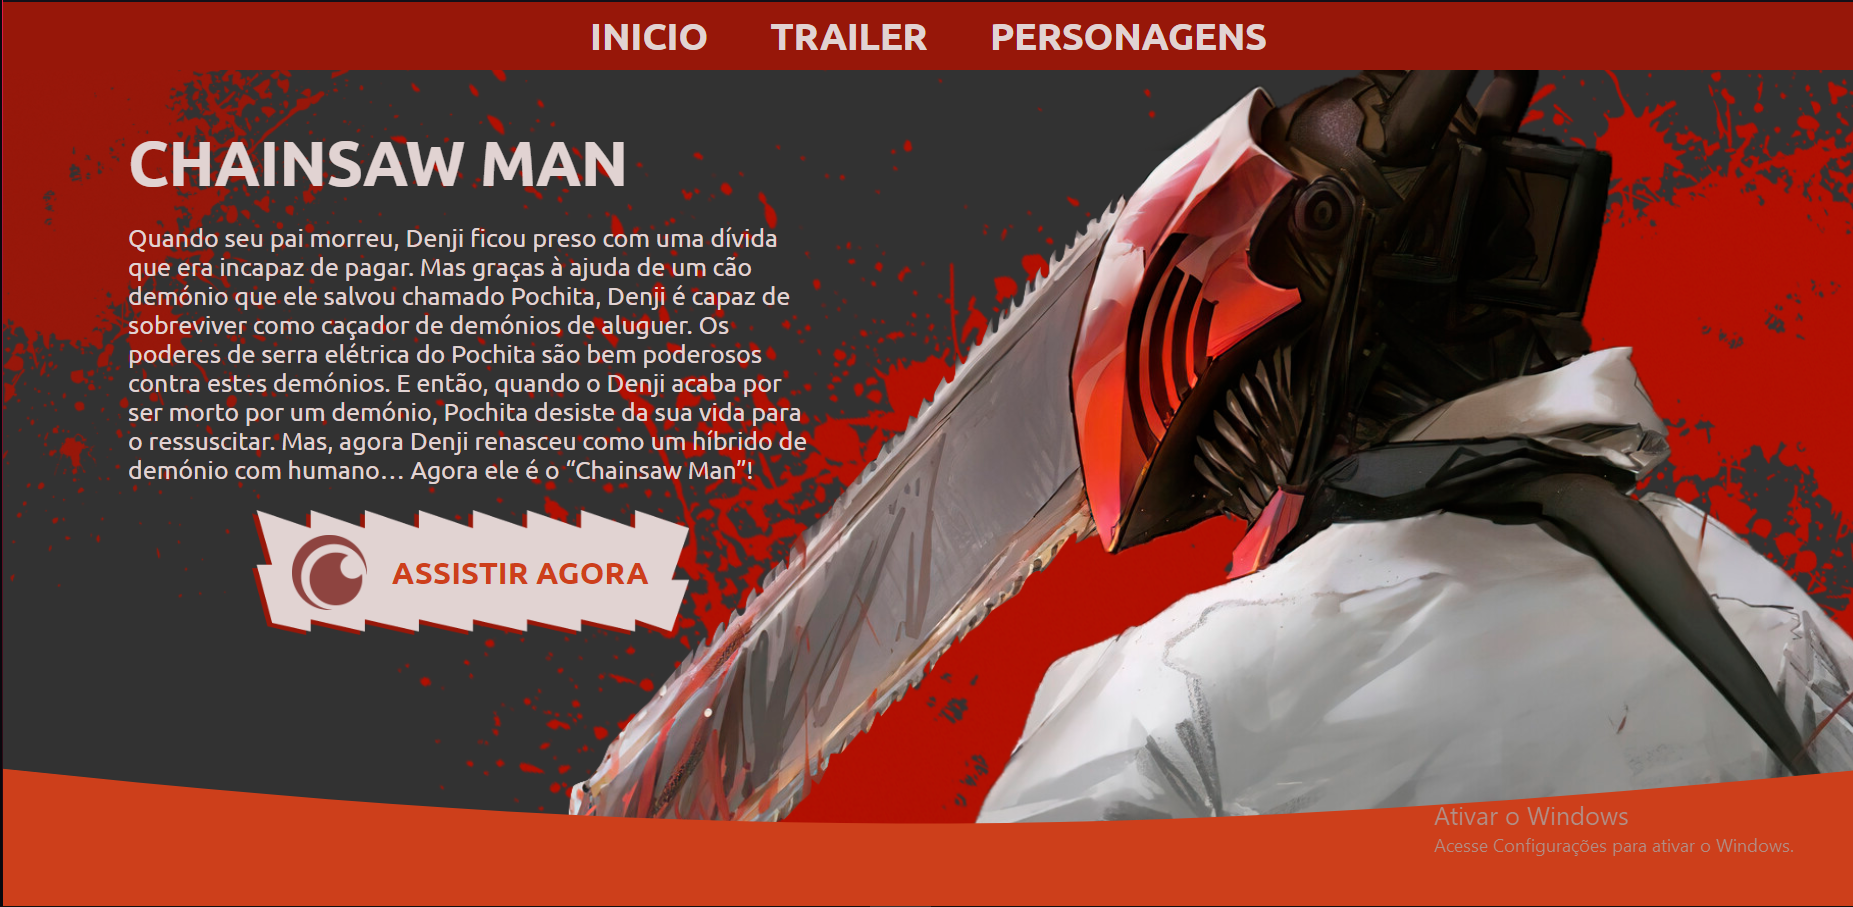 INICIO TRAILER PERSONAGENS
CHAINSAW MAN
Quando seu pai morreu, Denji ficou preso com uma dívida
que era incapaz de pagar. Mas graças à ajuda de um cão
demónio que ele salvou chamado Pochita, Denji é capaz de
sobreviver como caçador de demónios de aluguer. Os
poderes de serra elétrica do Pochita são bem poderosos
contra estes demónios. E então, quando o Denji acaba por
ser morto por um demónio, Pochita desiste da sua vida para
o ressuscitar. Mas, agora Denji renasceu como um híbrido de
demónio com humano… Agora ele é o “Chainsaw Man”!
ASSISTIR AGORA
Ativar o Windows
Acesse Configurações para ativar o Windows.